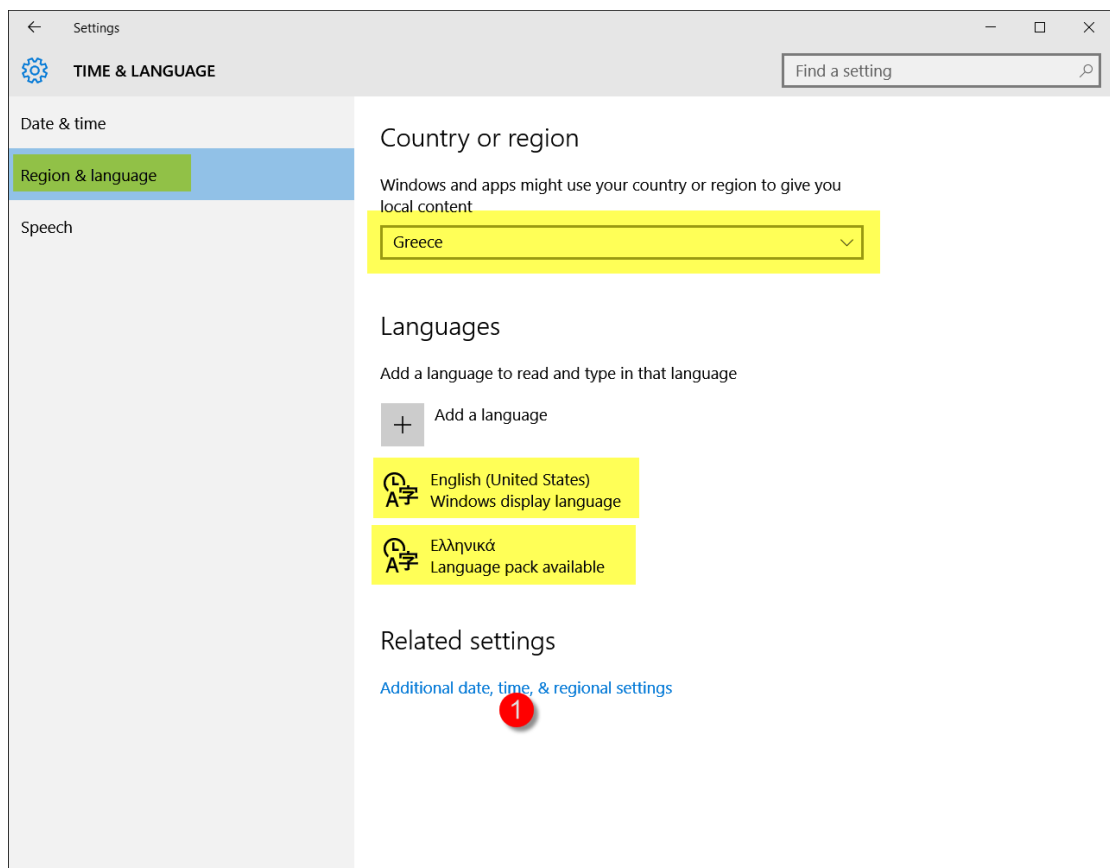 Settings
TIME & LANGUAGE
Find a setting
Date & time
Region & language
Speech
Country or region
Windows and apps might use your country or region to give you
local content
Greece
Languages
Add a language to read and type in that language
Add a language
English (United States)
Windows display language
Ελληνικά
Language pack available
Related settings
Additional date, time, & regional settings
1